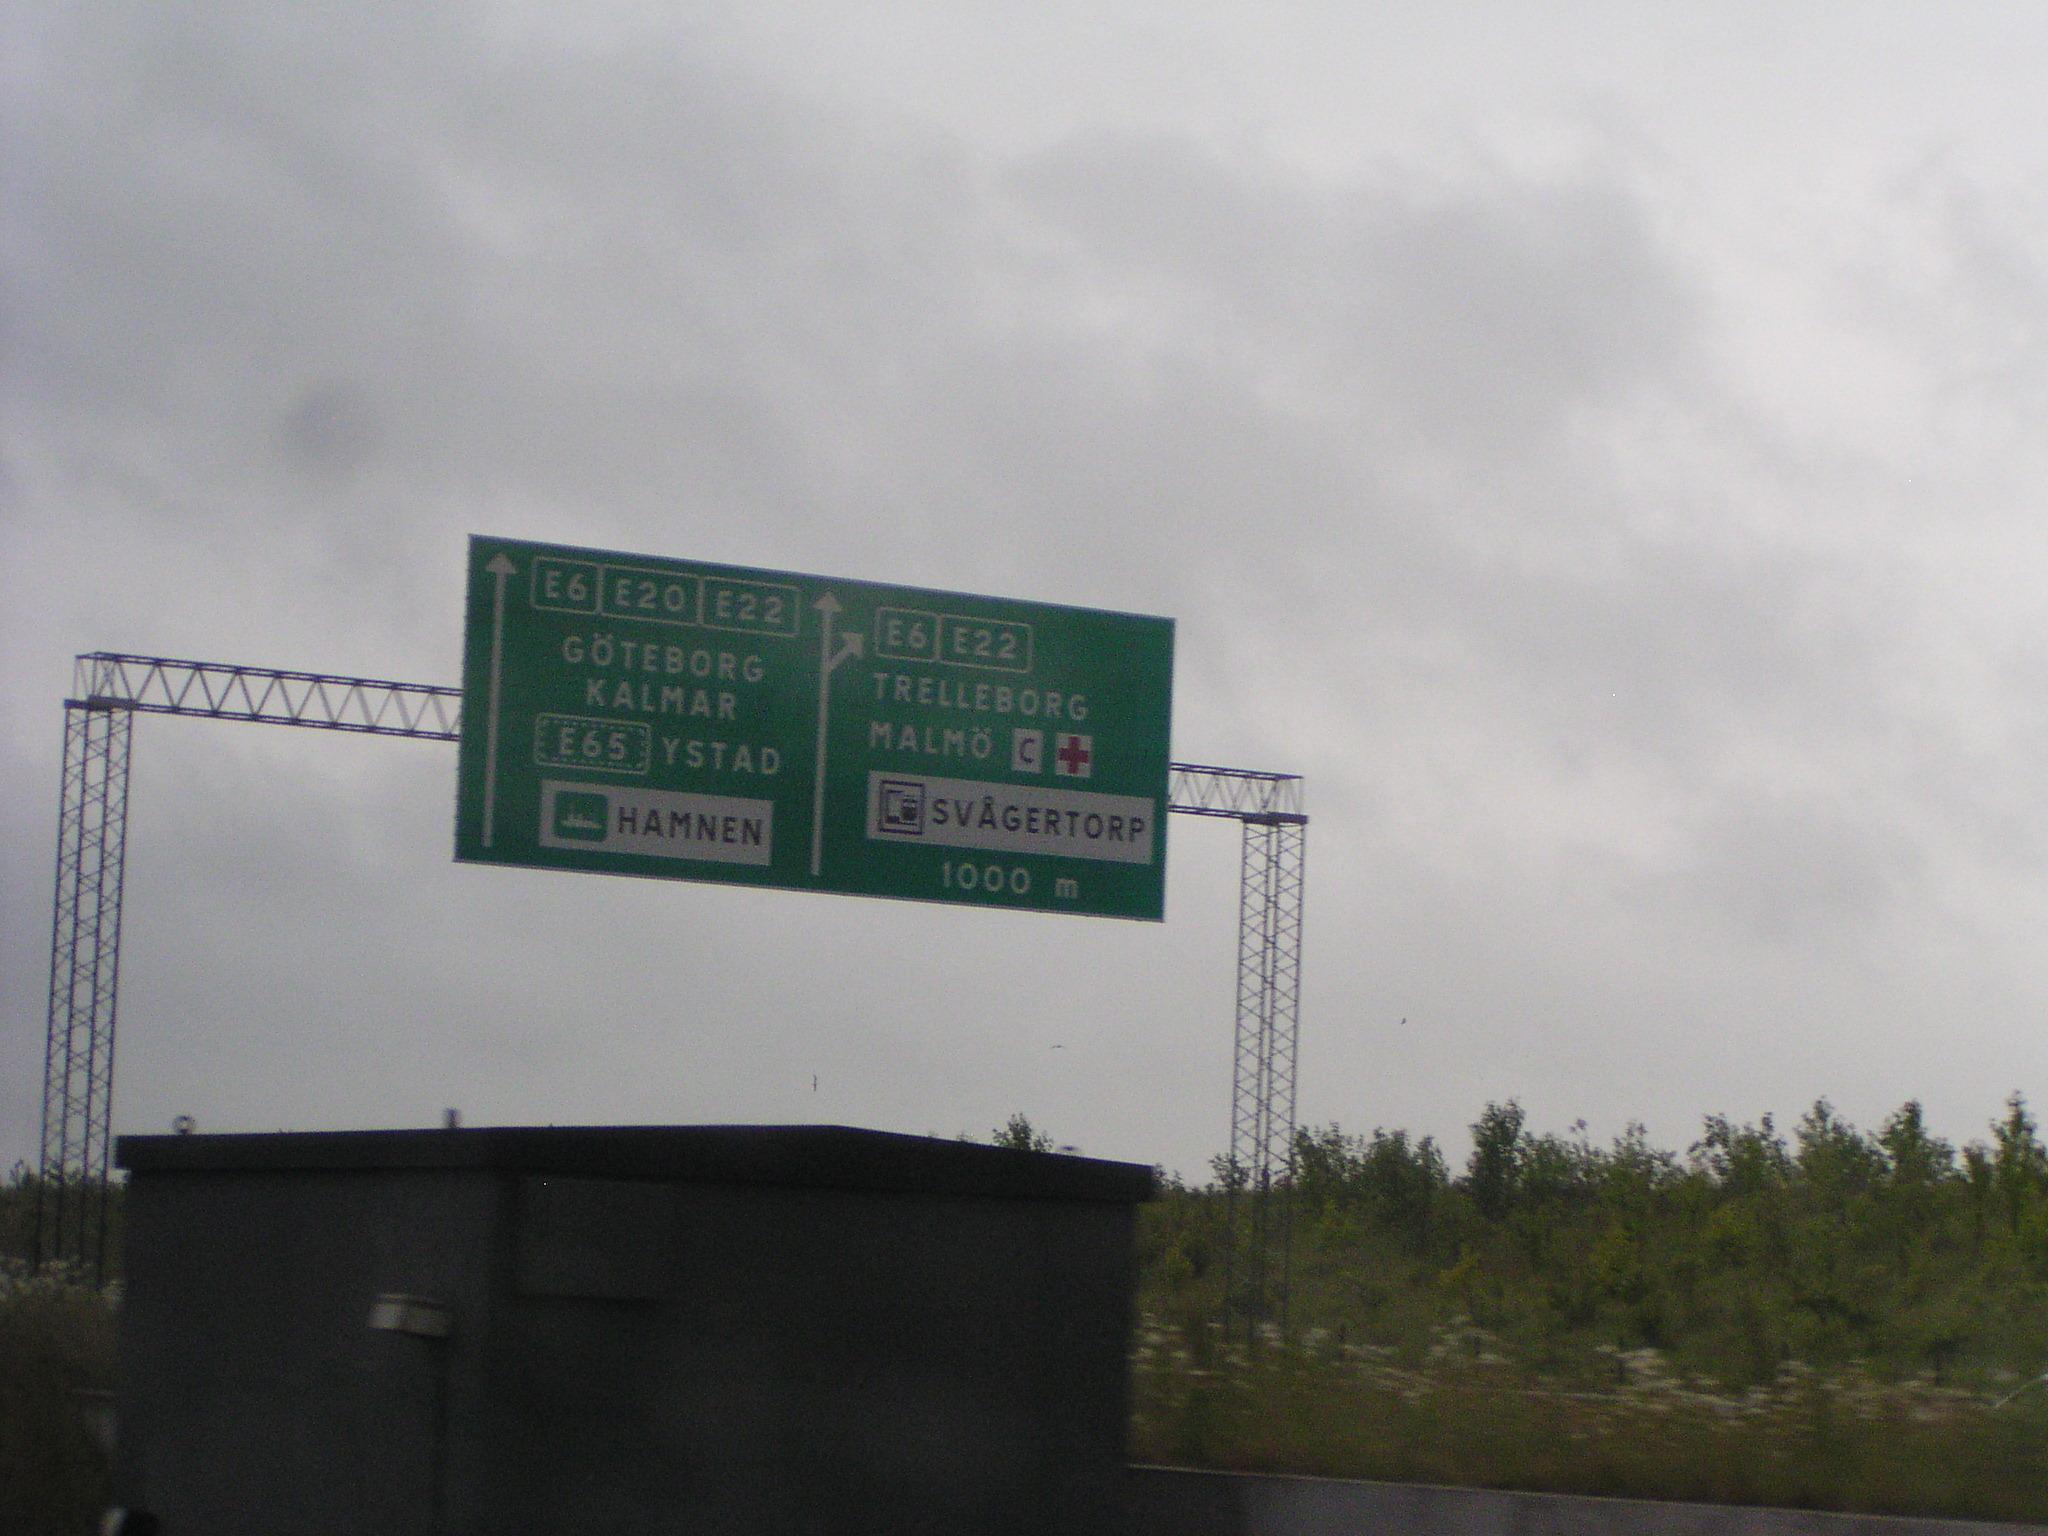 E6 E20 E22
GÖTEBORG
KALMAR
E65 YSTAD
HAMNEN
E6 E22
TRELLEBORG
MALMÖ C
SVÅGERTORP
1000 m